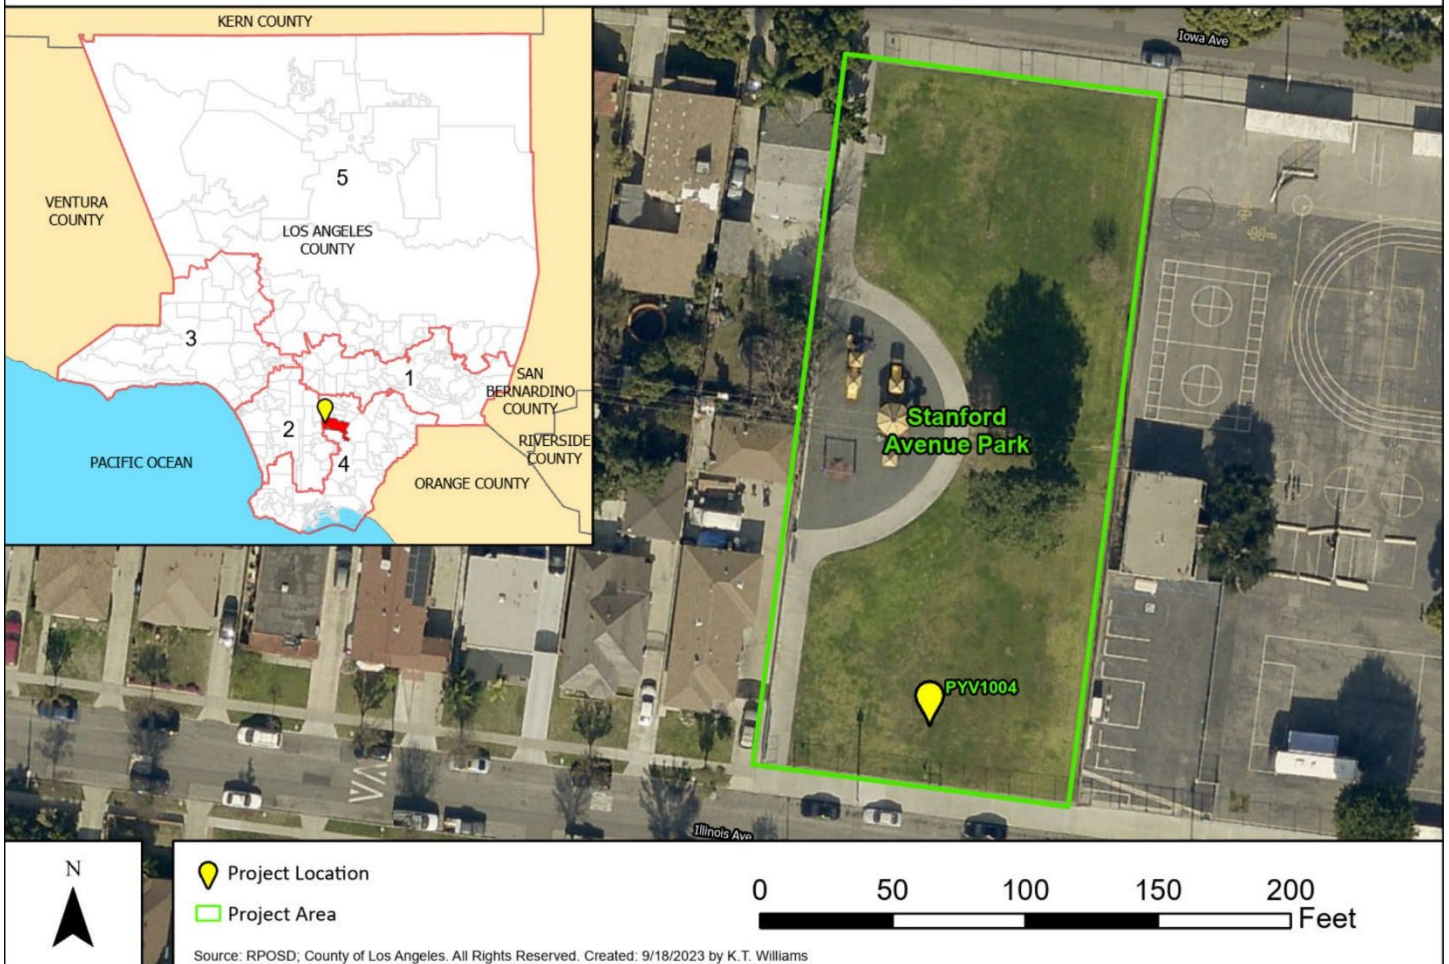 KERN COUNTY
VENTURA
COUNTY
5
LOS ANGELES
COUNTY
3
1
SAN
BERNARDINO
COUNTY
2
RIVERSIDE
COUNTY
4
PACIFIC OCEAN
ORANGE COUNTY
Iowa Ave
Stanford
Avenue Park
PYV1004
Illinois Ave
N
Project Location
Project Area
0 50 100 150 200
Feet
Source: RPOSD; County of Los Angeles. All Rights Reserved. Created: 9/18/2023 by K.T. Williams